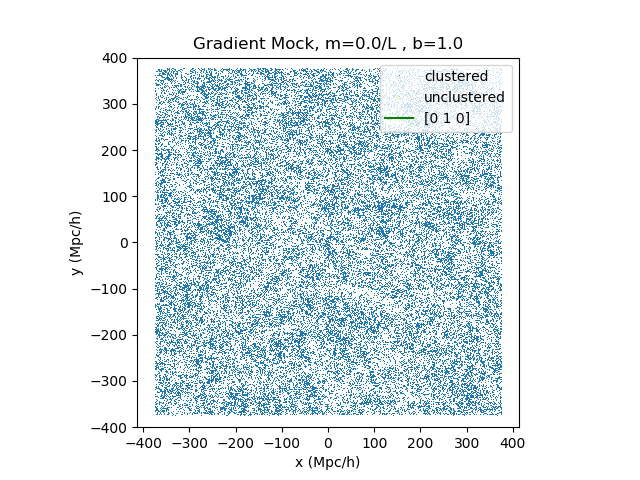 Gradient Mock, m=0.0/L , b=1.0
clustered
unclustered
[0 1 0]
y (Mpc/h)
400
300
200
100
0
−100
−200
−300
−400
−400 −300 −200 −100 0 100 200 300 400
x (Mpc/h)